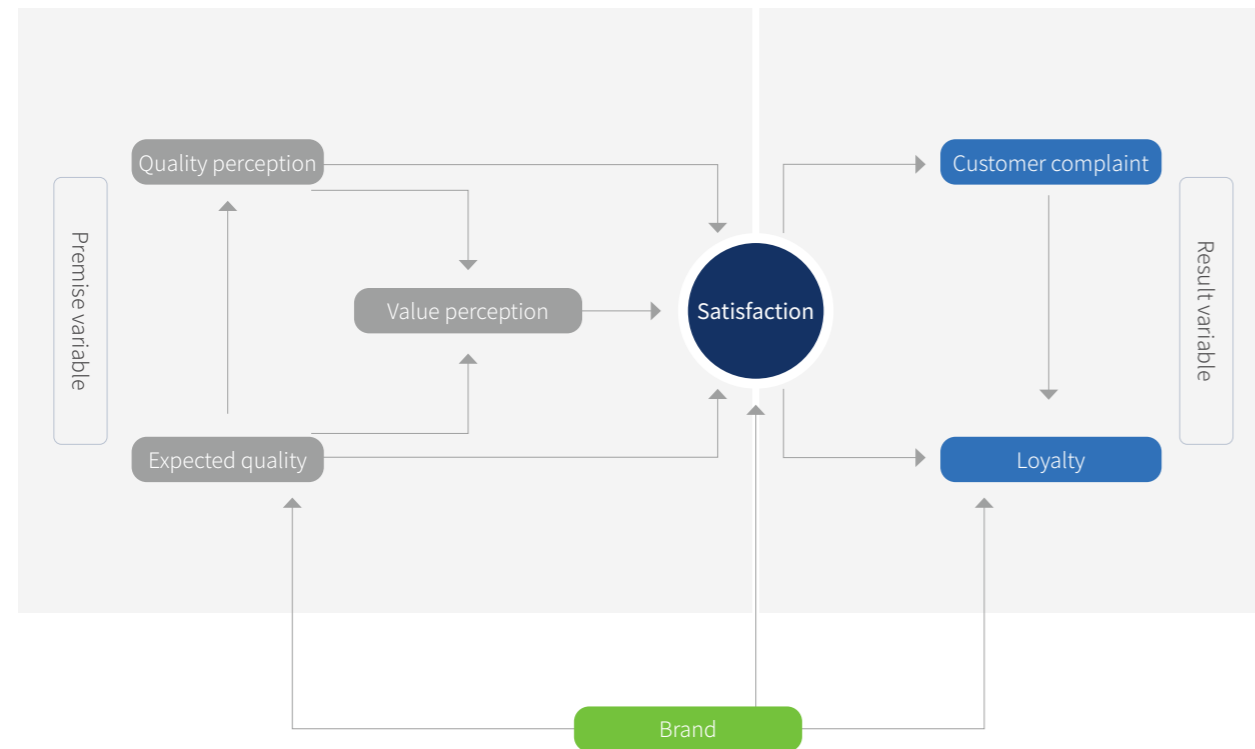 Quality perception
Customer complaint
Premise variable
Value perception
Satisfaction
Result variable
Expected quality
Loyalty
Brand